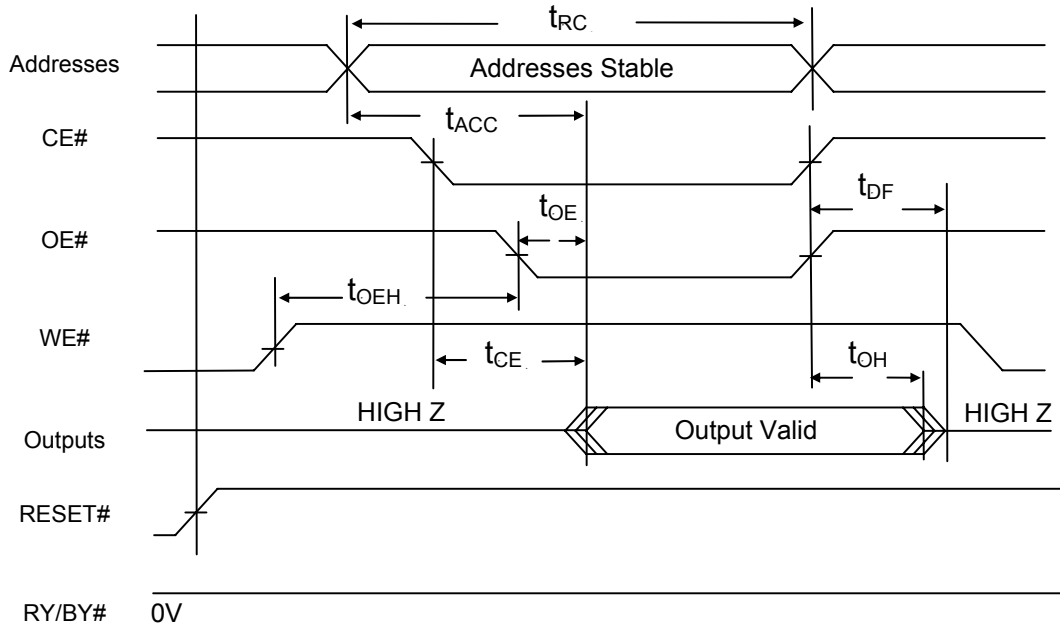 tRC
Addresses
Addresses Stable
tACC
CE#
tDF
tOE
OE#
tOEH
WE#
tCE
tOH
HIGH Z
HIGH Z
Outputs
Output Valid
RESET#
RY/BY#
0V